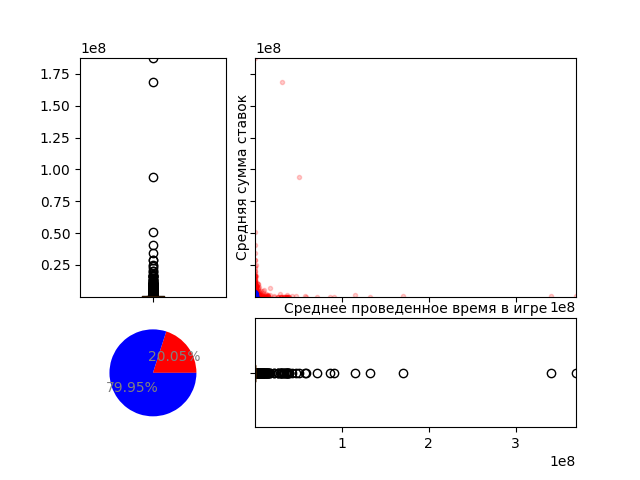 1e8
1e8
1.75
1.50
1.25
1.00
0.75
0.50
0.25
Средняя сумма ставок
1e8
Среднее проведенное время в игре
20.05%
79.95%
1
2
3
1e8